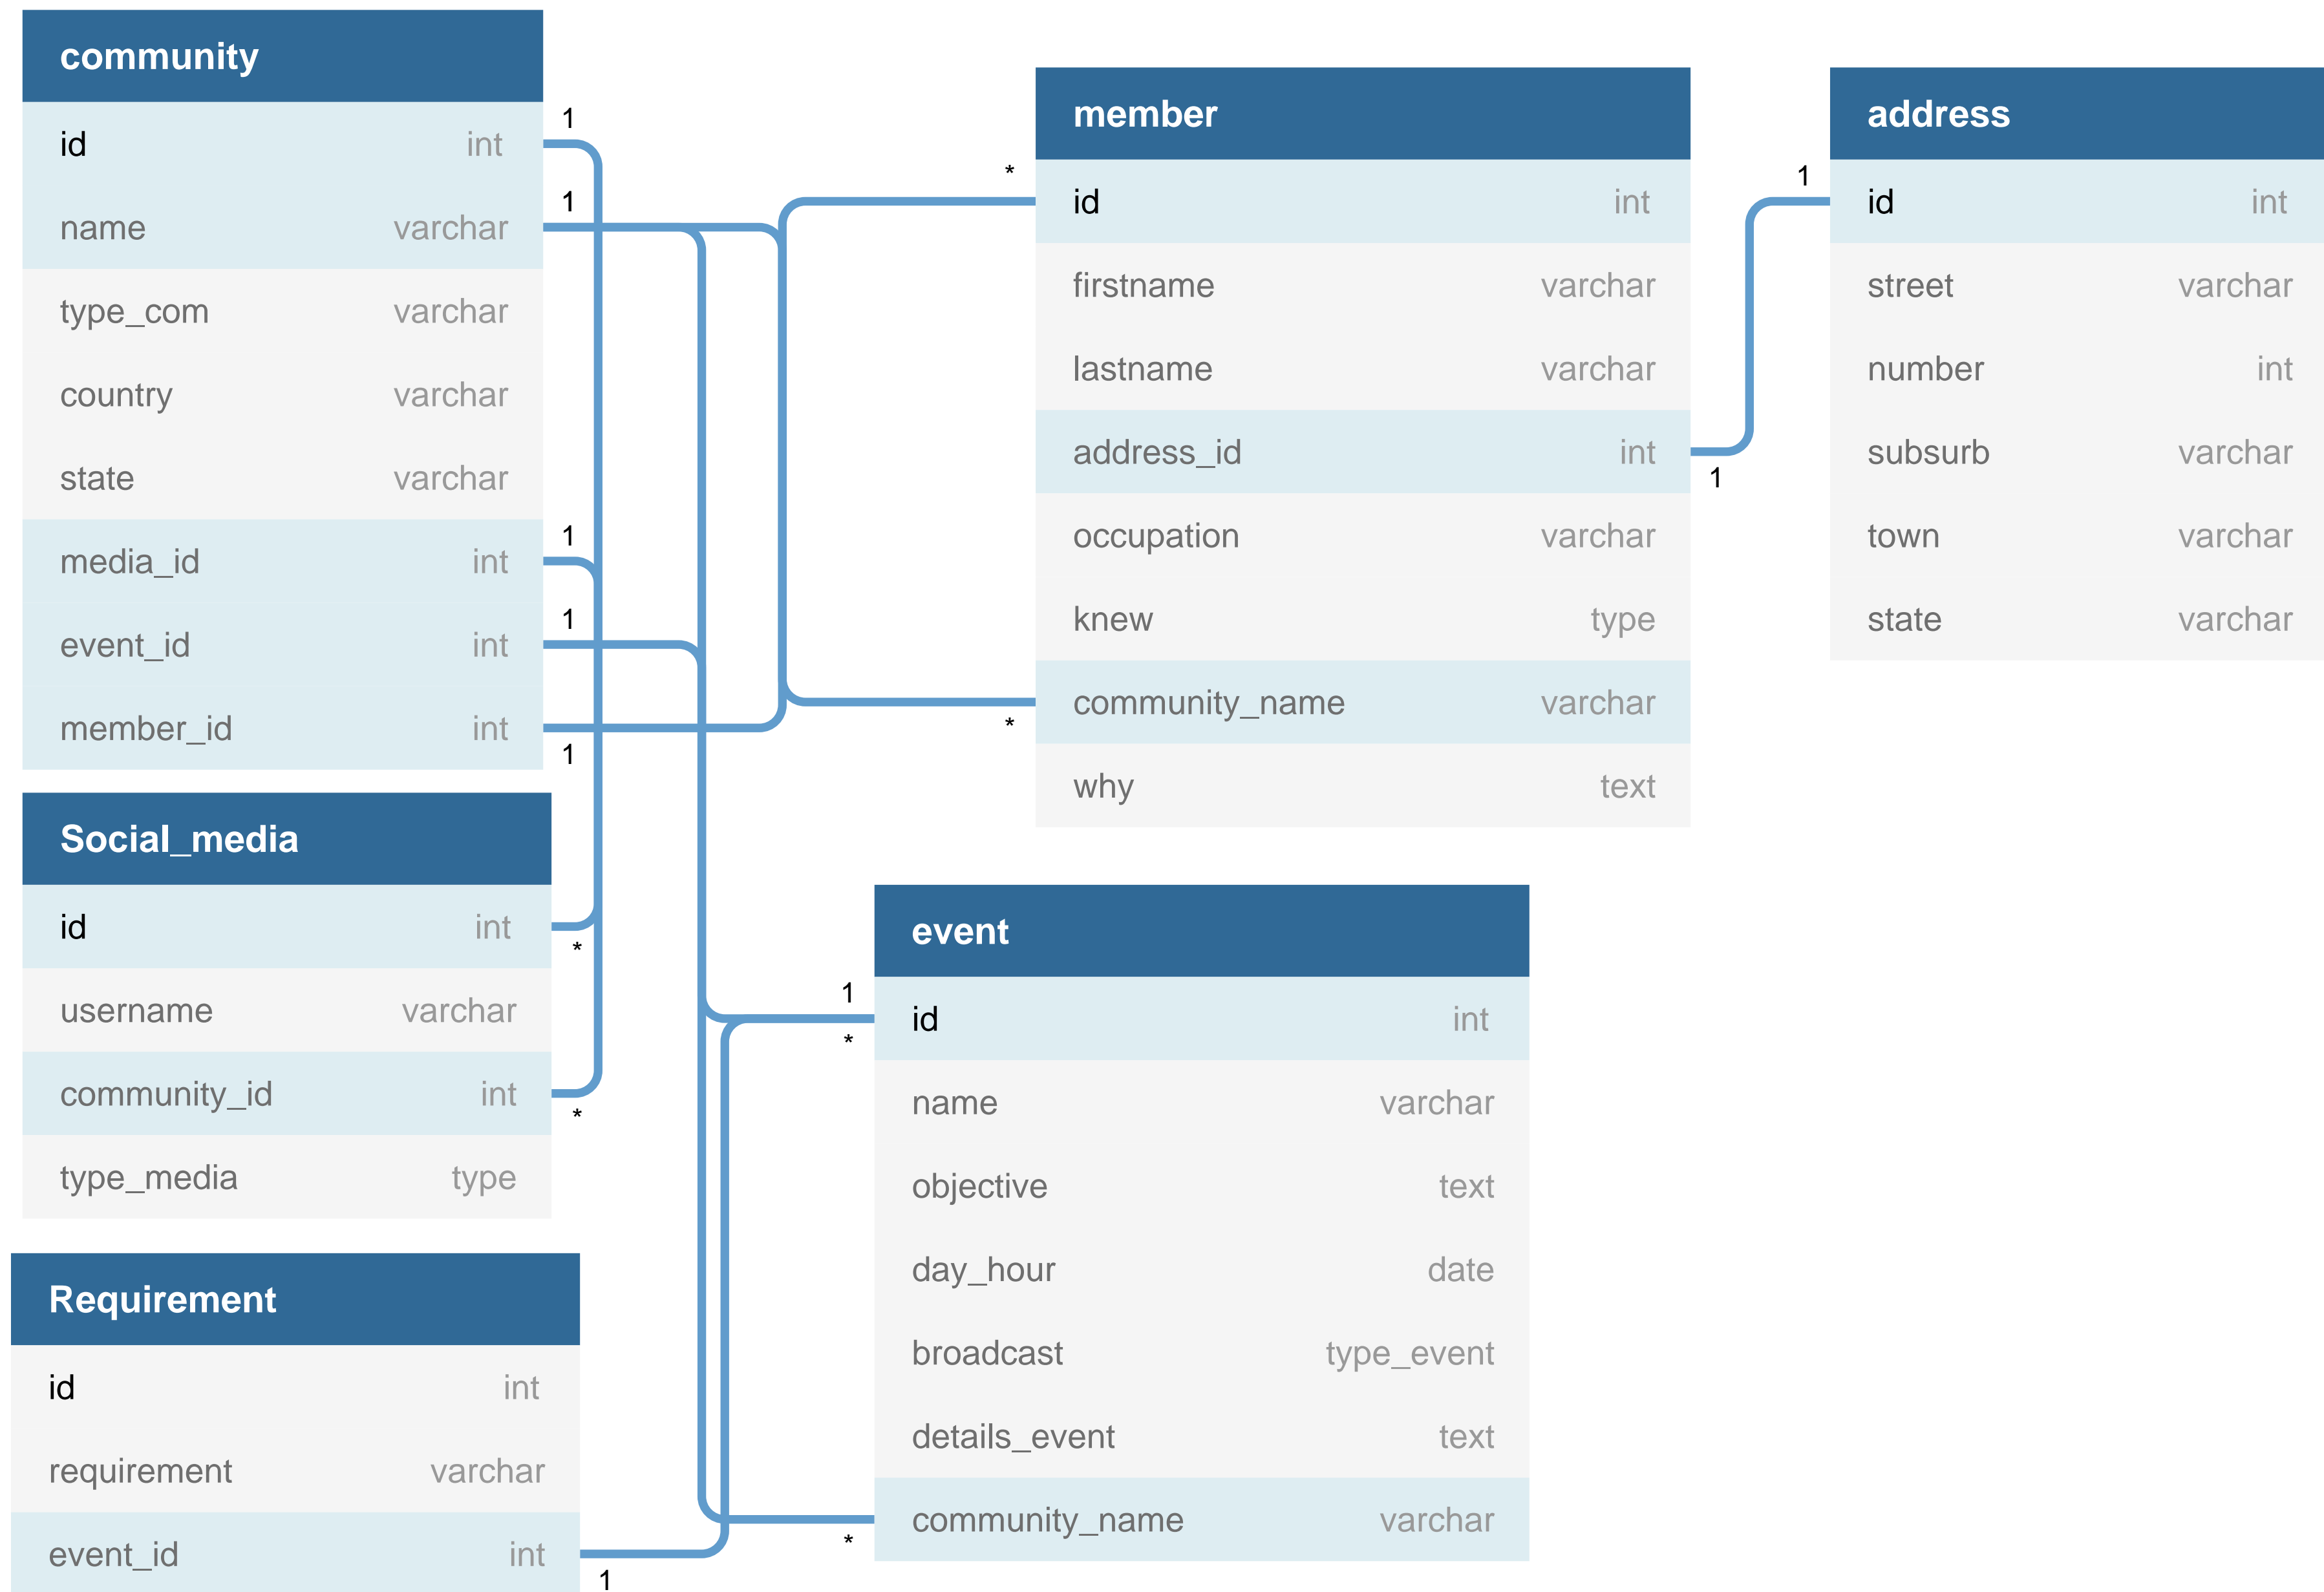 community
id int
name varchar
type_com varchar
country varchar
state varchar
media_id int
event_id int
member_id int
1
1
1
1
1
Social_media
id int
username varchar
community_id int
type_media type
*
*
Requirement
id int
requirement varchar
event_id int
1
member
id int
firstname varchar
lastname varchar
address_id int
occupation varchar
knew type
community_name varchar
why text
*
*
1
address
id int
street varchar
number int
subsurb varchar
town varchar
state varchar
1
event
id int
name varchar
objective text
day_hour date
broadcast type_event
details_event text
community_name varchar
1
*
*